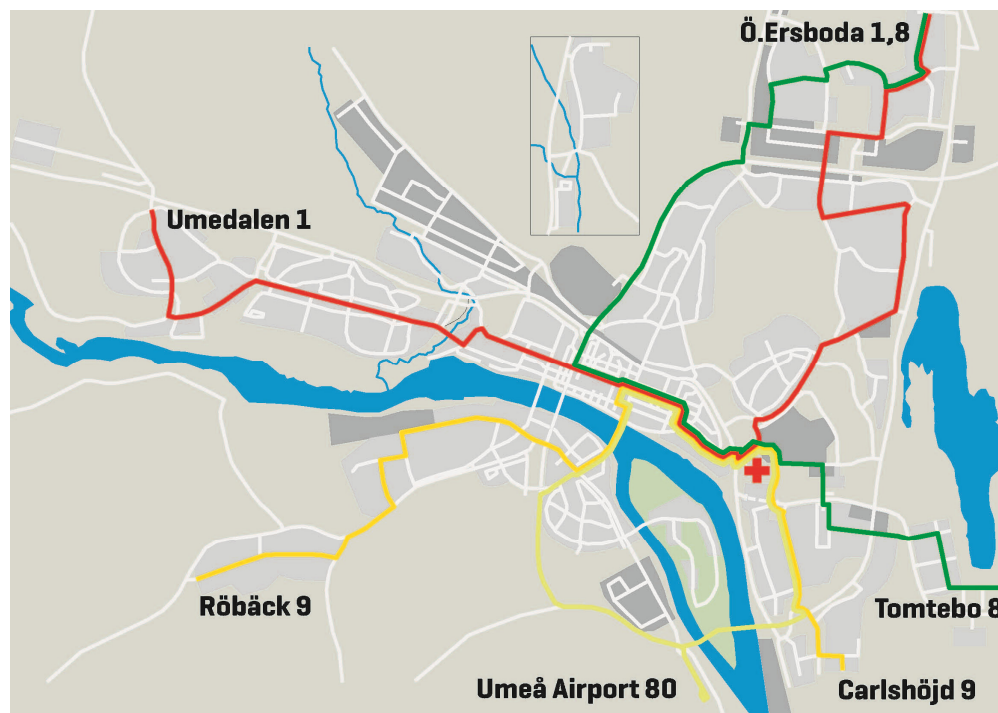 Ö.Ersboda 1,8
Umedalen 1
Röbäck 9
Tomtebo 8
Umeå Airport 80
Carlshöjd 9